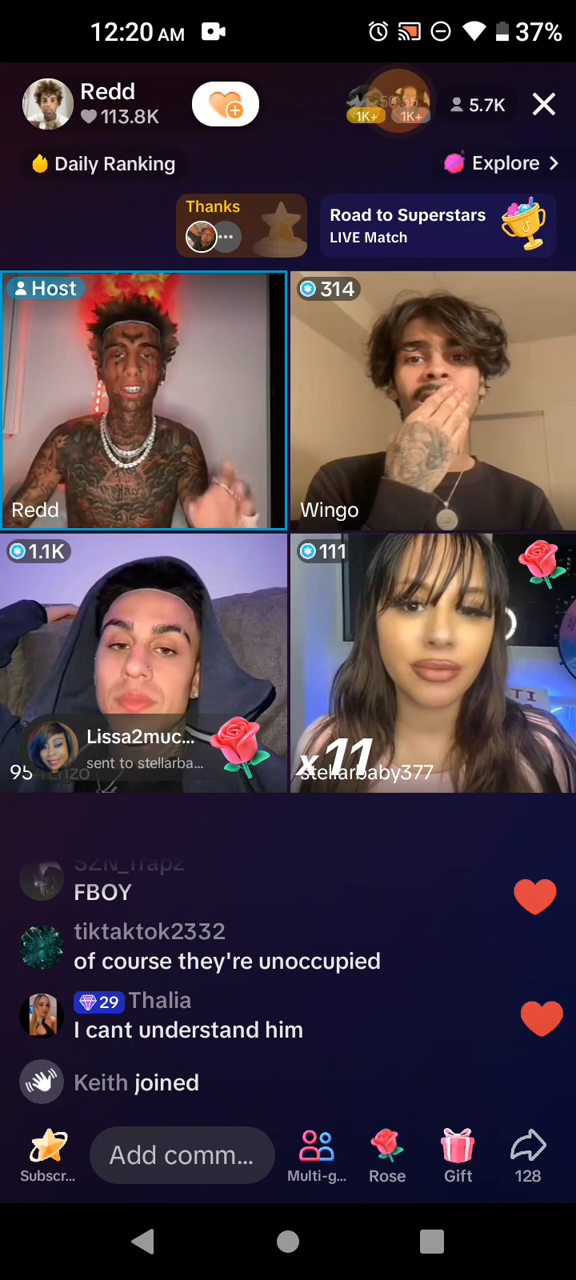 12:20 AM
37%
Redd
113.8K
1K+
1K+
5.7K
Daily Ranking
Explore >
Thanks
Road to Superstars
LIVE Match
Host
314
Redd
Wingo
1.1K
111
Lissa2muc...
sent to stellarba...
x11
stellarbaby377
SZN_Trapz
FBOY
tiktaktok2332
of course they're unoccupied
29 Thalia
I cant understand him
Keith joined
Add comm...
Subscr...
Multi-g...
Rose
Gift
128